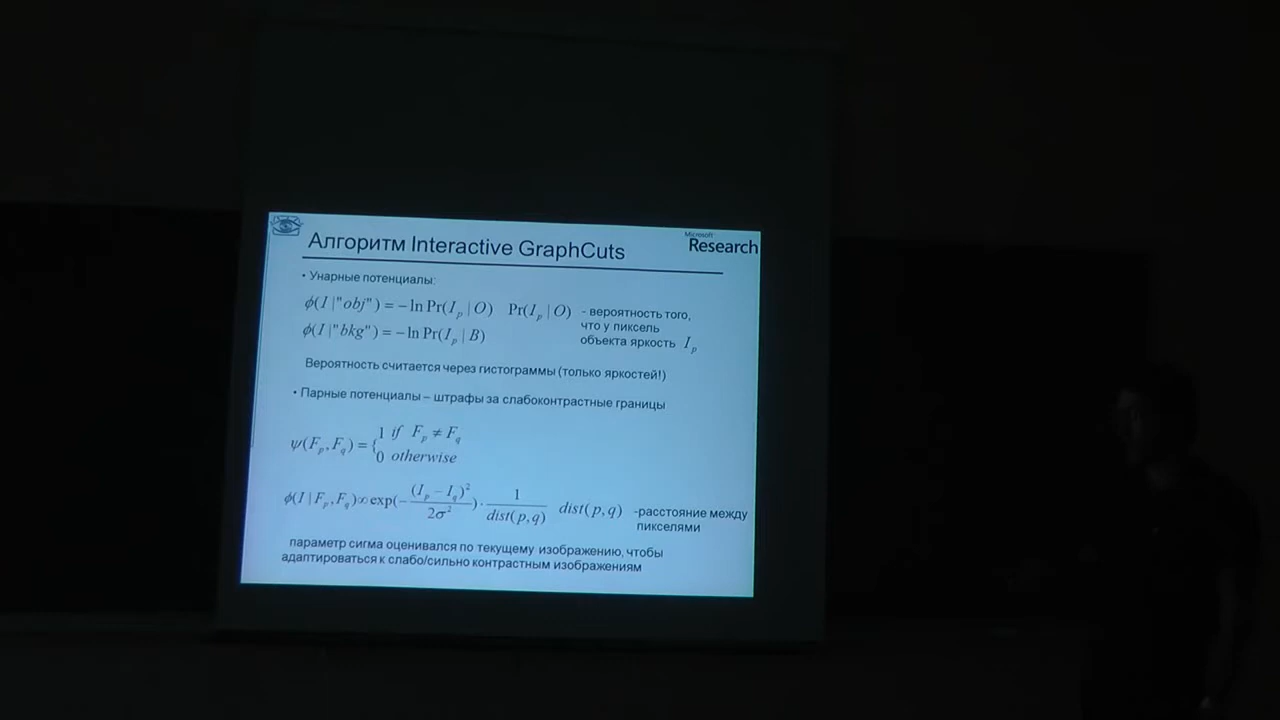 Алгоритм Interactive GraphCuts
Microsoft
Research
• Унарные потенциалы:
ϕ(I |"obj") = −ln Pr(I_p | O) Pr(I_p | O) - вероятность того,
что у пиксель
объекта яркость I_p
ϕ(I |"bkg") = −ln Pr(I_p | B)
Вероятность считается через гистограммы (только яркостей!)
• Парные потенциалы – штрафы за слабоконтрастные границы
ψ(F_p, F_q) = {1 if F_p ≠ F_q
0 otherwise
ϕ(I | F_p, F_q) ∞ exp(−(I_p − I_q)²/2σ²) · 1/dist(p,q) dist(p,q) -расстояние между
пикселями
параметр сигма оценивался по текущему изображению, чтобы
адаптироваться к слабо/сильно контрастным изображениям